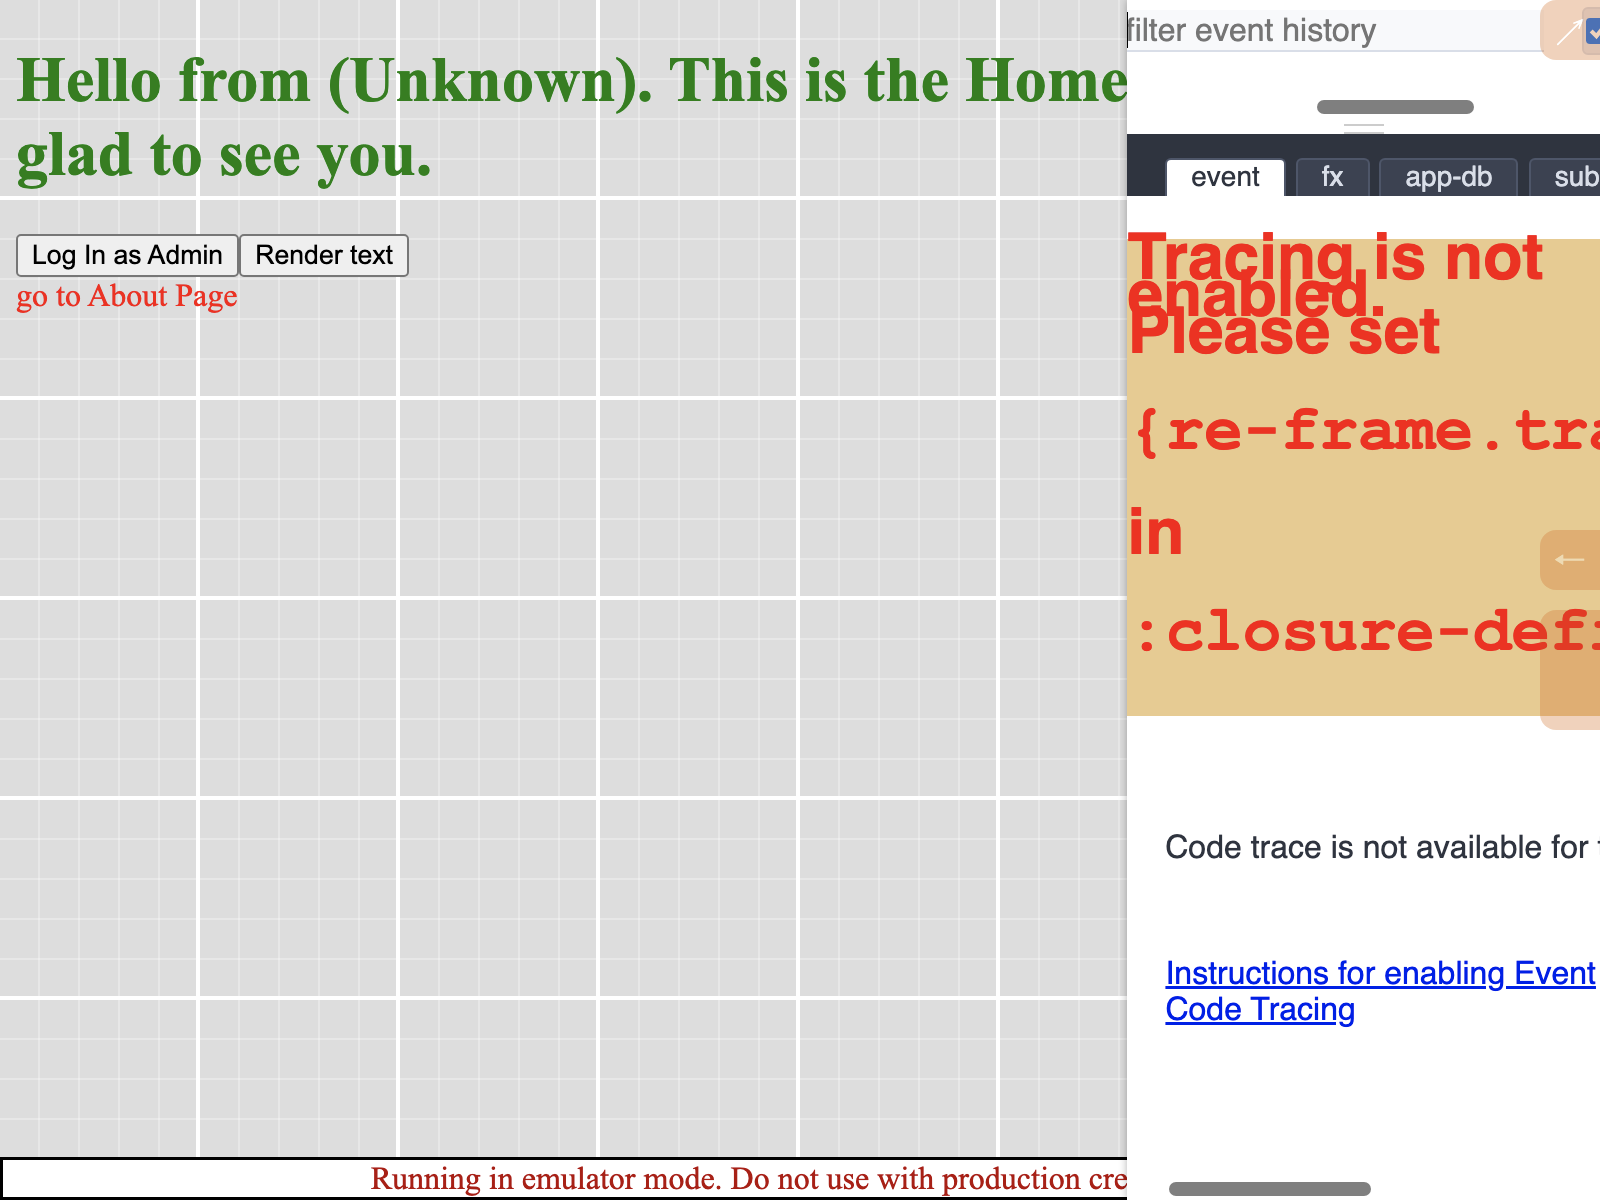 Hello from (Unknown). This is the Home
glad to see you.
Log In as Admin
Render text
go to About Page
Running in emulator mode. Do not use with production cre
filter event history
event
fx
app-db
sub
Tracing is not
enabled.
Please set
{re-frame.tra
in
:closure-defi
Code trace is not available for
Instructions for enabling Event
Code Tracing